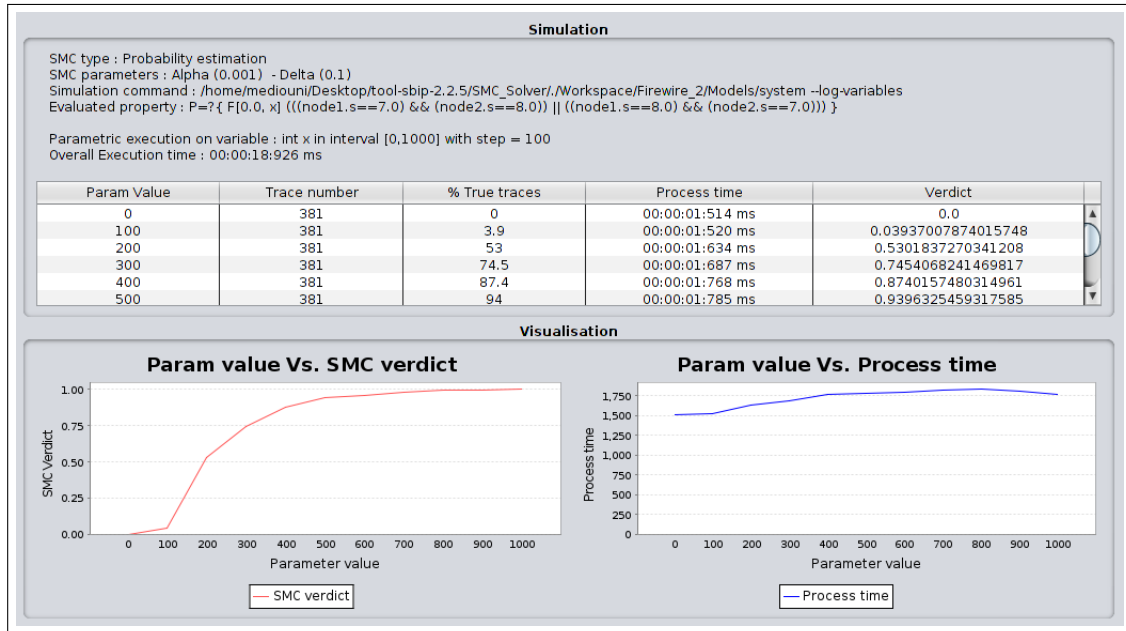 Simulation
SMC type : Probability estimation
SMC parameters : Alpha (0.001)  - Delta (0.1)
Simulation command : /home/mediouni/Desktop/tool-sbip-2.2.5/SMC_Solver/./Workspace/Firewire_2/Models/system --log-variables
Evaluated property : P=?{ F[0.0, x] (((node1.s==7.0) && (node2.s==8.0)) || ((node1.s==8.0) && (node2.s==7.0))) }
Parametric execution on variable : int x in interval [0,1000] with step = 100
Overall Execution time : 00:00:18:926 ms
Param Value Trace number % True traces Process time Verdict
0 381 0 00:00:01:514 ms 0.0
100 381 3.9 00:00:01:520 ms 0.03937007874015748
200 381 53 00:00:01:634 ms 0.5301837270341208
300 381 74.5 00:00:01:687 ms 0.7454068241469817
400 381 87.4 00:00:01:768 ms 0.8740157480314961
500 381 94 00:00:01:785 ms 0.9396325459317585
Visualisation
Param value Vs. SMC verdict
SMC Verdict
1.00
0.75
0.50
0.25
0.00
0 100 200 300 400 500 600 700 800 900 1000
Parameter value
SMC verdict
Param value Vs. Process time
Process time
1,750
1,500
1,250
1,000
750
500
250
0
0 100 200 300 400 500 600 700 800 900 1000
Parameter value
Process time